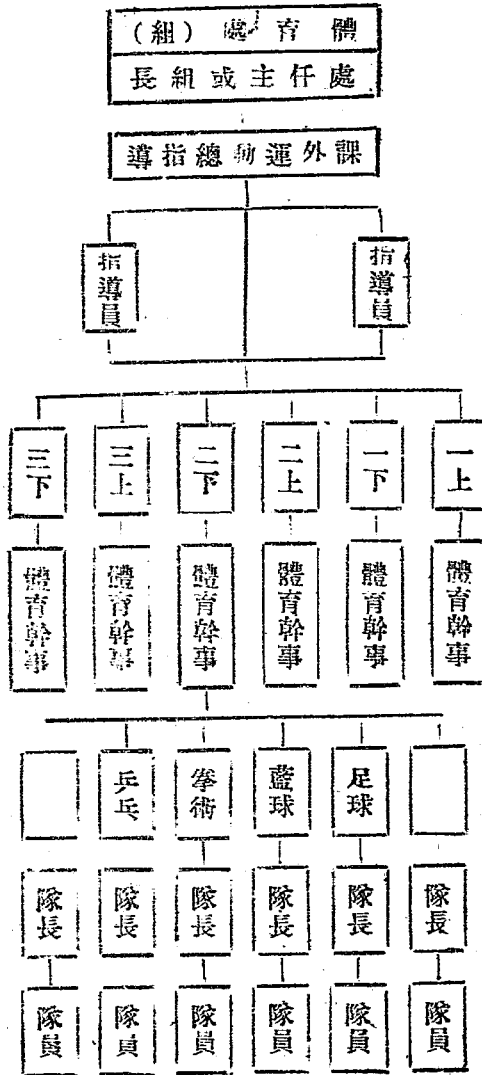 體育處(組)
處任主或組長
課外運動總指導
指導員
指導員
一上
一下
二上
二下
三上
三下
體育幹事
體育幹事
體育幹事
體育幹事
體育幹事
體育幹事
足球
藍球
拳術
乒乓
隊長
隊長
隊長
隊長
隊長
隊長
隊員
隊員
隊員
隊員
隊員
隊員